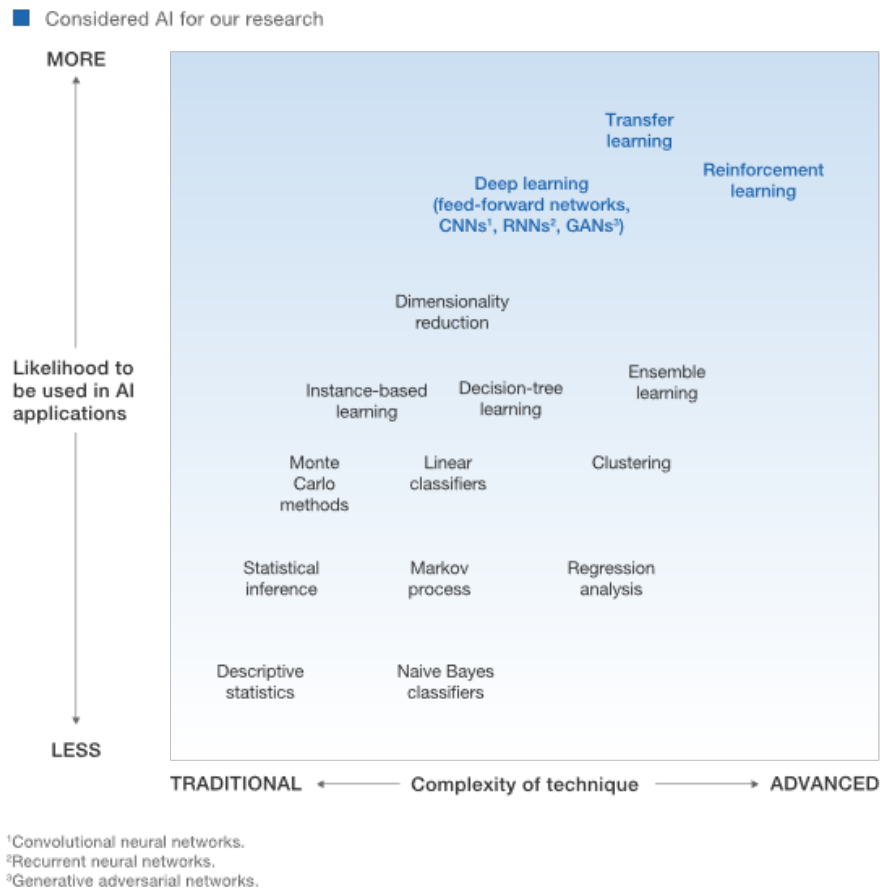 Considered AI for our research
MORE
Transfer
learning
Reinforcement
learning
Deep learning
(feed-forward networks,
CNNs¹, RNNs², GANs³)
Dimensionality
reduction
Likelihood to
be used in AI
applications
Ensemble
learning
Instance-based
learning
Decision-tree
learning
Monte
Carlo
methods
Linear
classifiers
Clustering
Statistical
inference
Markov
process
Regression
analysis
Descriptive
statistics
Naive Bayes
classifiers
LESS
TRADITIONAL
Complexity of technique
ADVANCED
¹Convolutional neural networks.
²Recurrent neural networks.
³Generative adversarial networks.